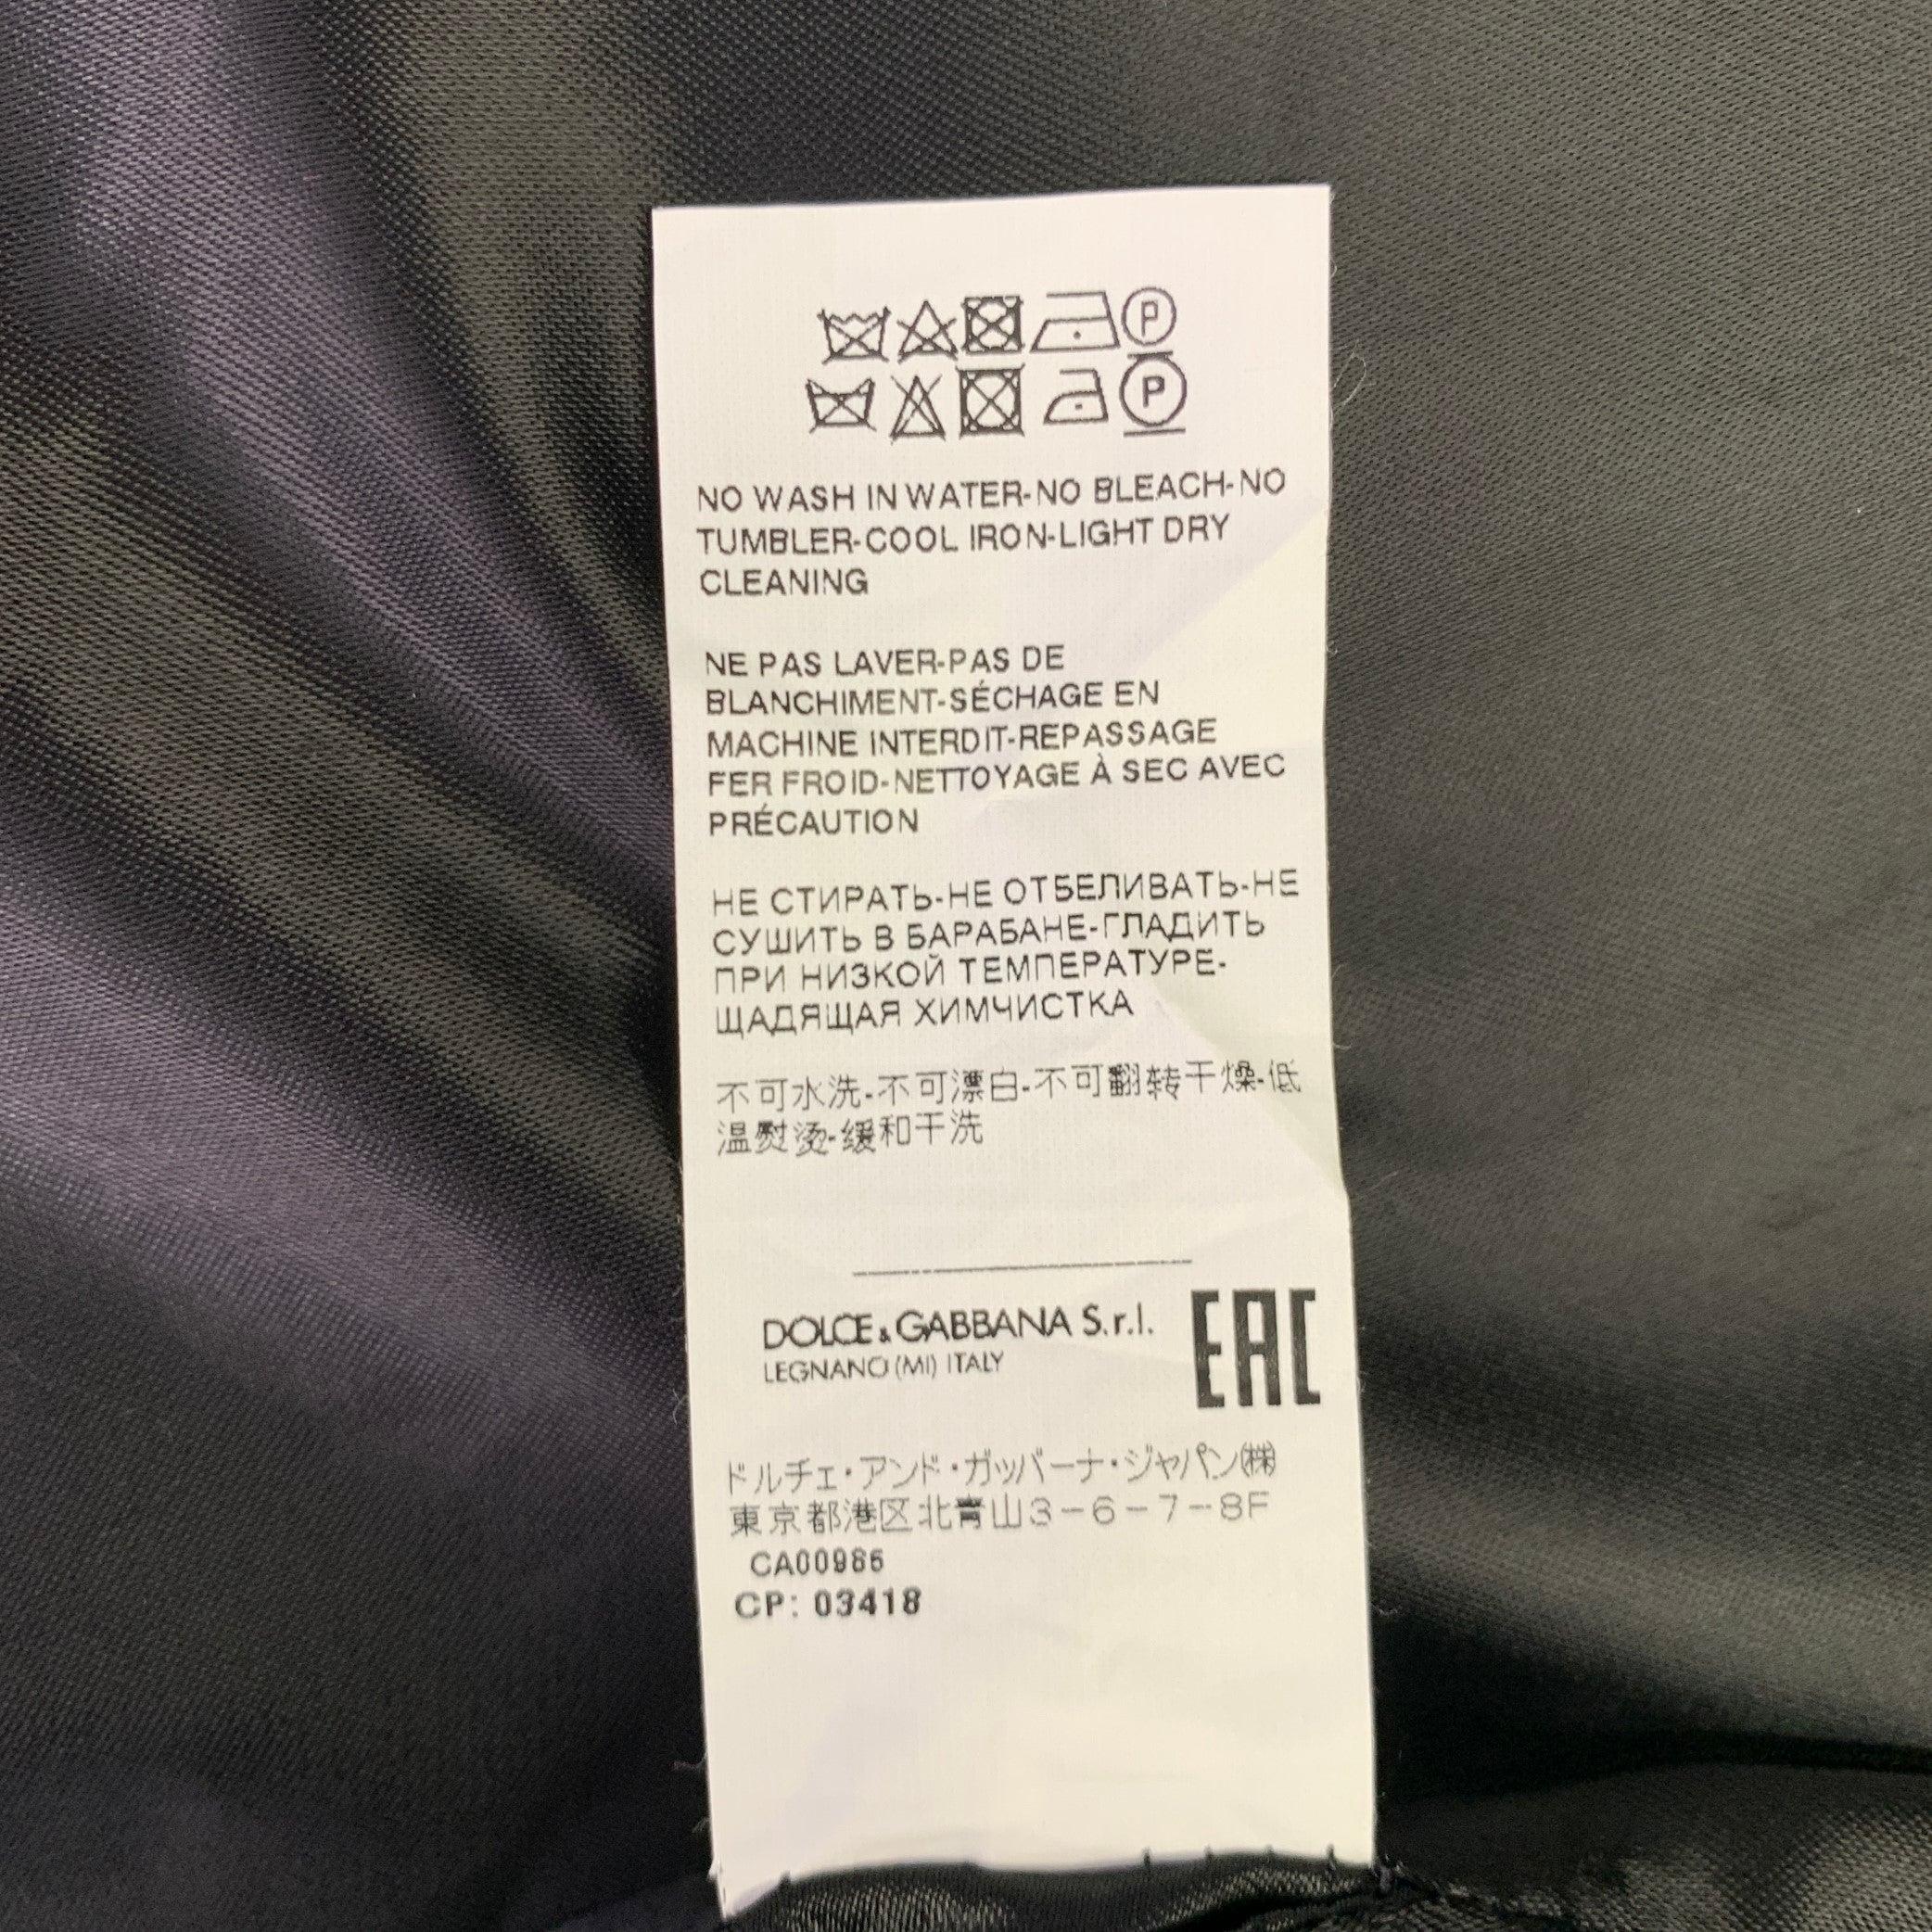 P
P
NO WASH IN WATER-NO BLEACH-NO
TUMBLER-COOL IRON-LIGHT DRY
CLEANING
NE PAS LAVER-PAS DE
BLANCHIMENT-SÉCHAGE EN
MACHINE INTERDIT-REPASSAGE
FER FROID-NETTOYAGE À SEC AVEC
PRÉCAUTION
НЕ СТИРАТЬ-НЕ ОТБЕЛИВАТЬ-НЕ
СУШИТЬ В БАРАБАНЕ-ГЛАДИТЬ
ПРИ НИЗКОЙ ТЕМПЕРАТУРЕ-
ЩАДЯЩАЯ ХИМЧИСТКА
不可水洗-不可漂白-不可翻转干燥-低
温熨烫-缓和干洗
DOLCE & GABBANA S.r.l.
LEGNANO (MI) ITALY
EAC
ドルチェ・アンド・ガッバーナ・ジャパン㈱
東京都港区北青山3-6-7-8F
CA00986
CP: 03418